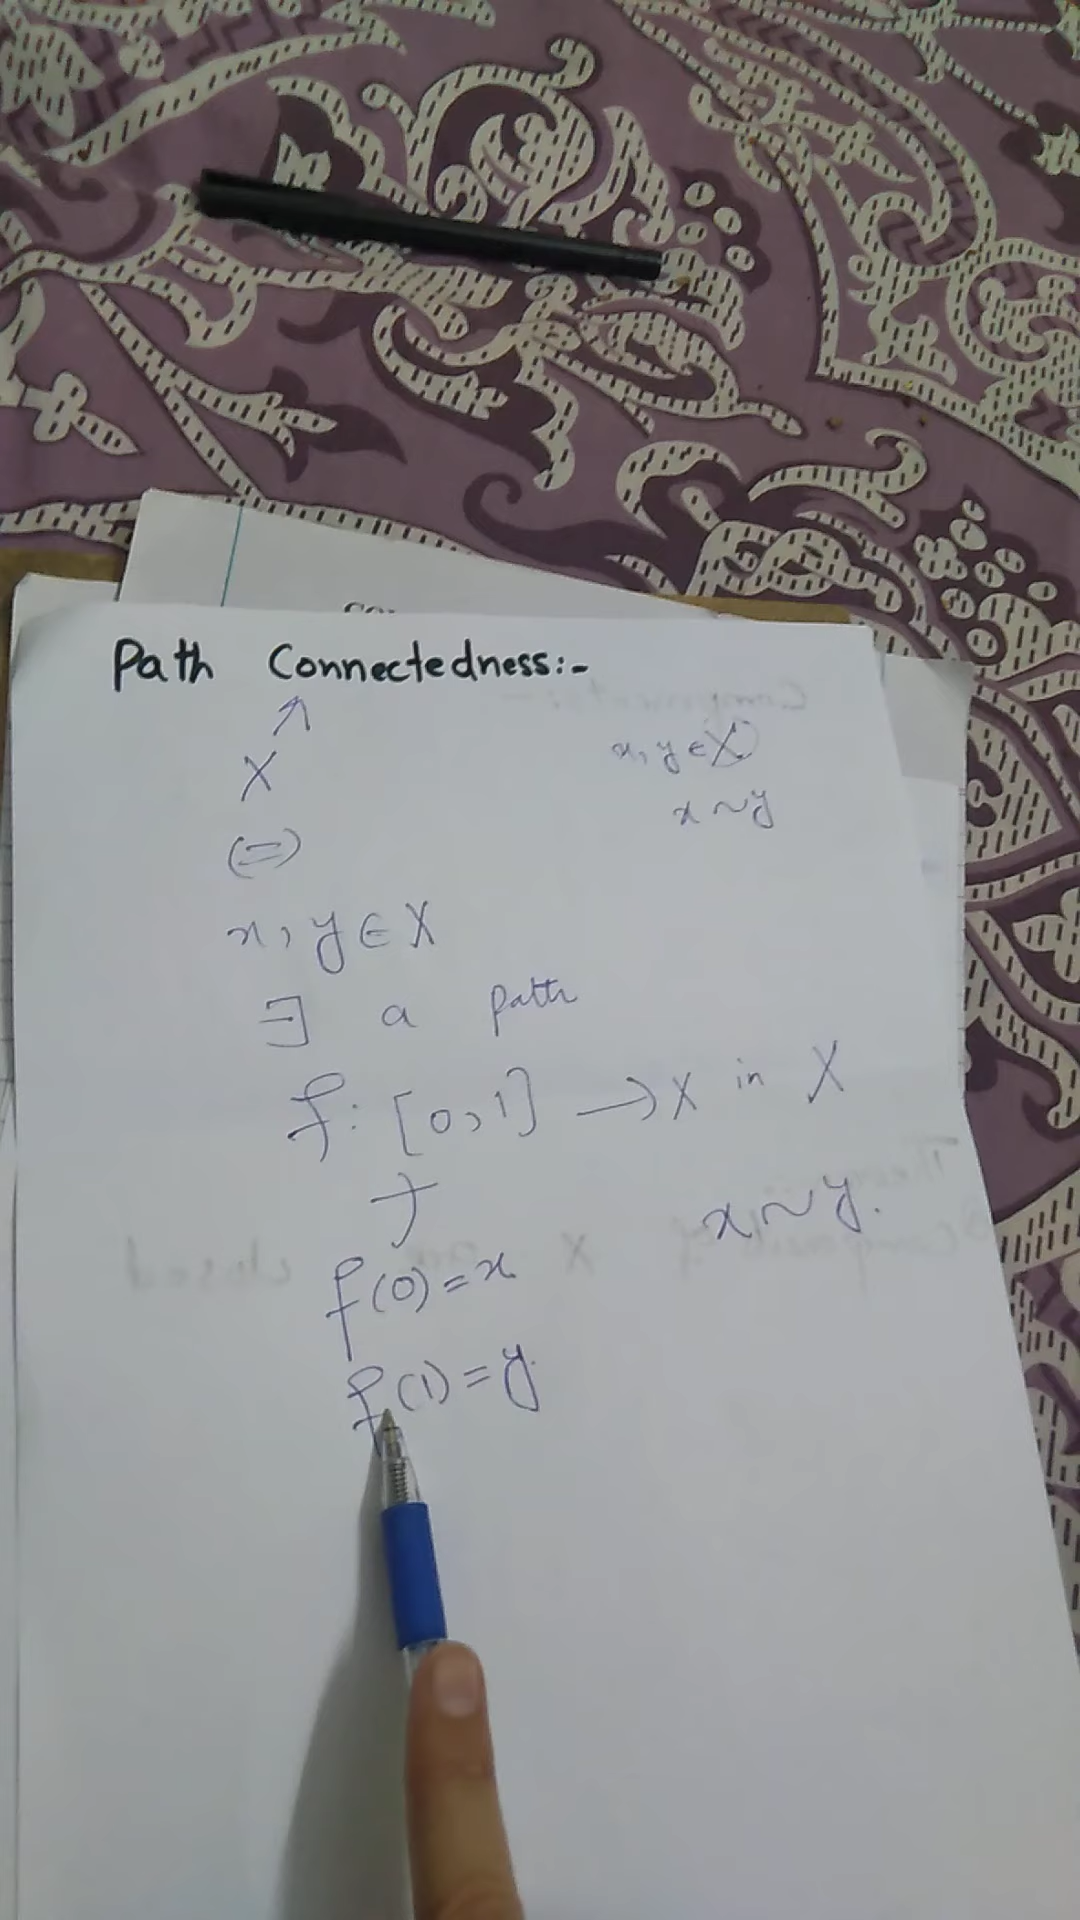 Path Connectedness:-
X
x, y ∈ X
x ~ y
(=)
x, y ∈ X
∃ a path
f: [0,1] → X in X
x ~ y.
f(0) = x
f(1) = y.